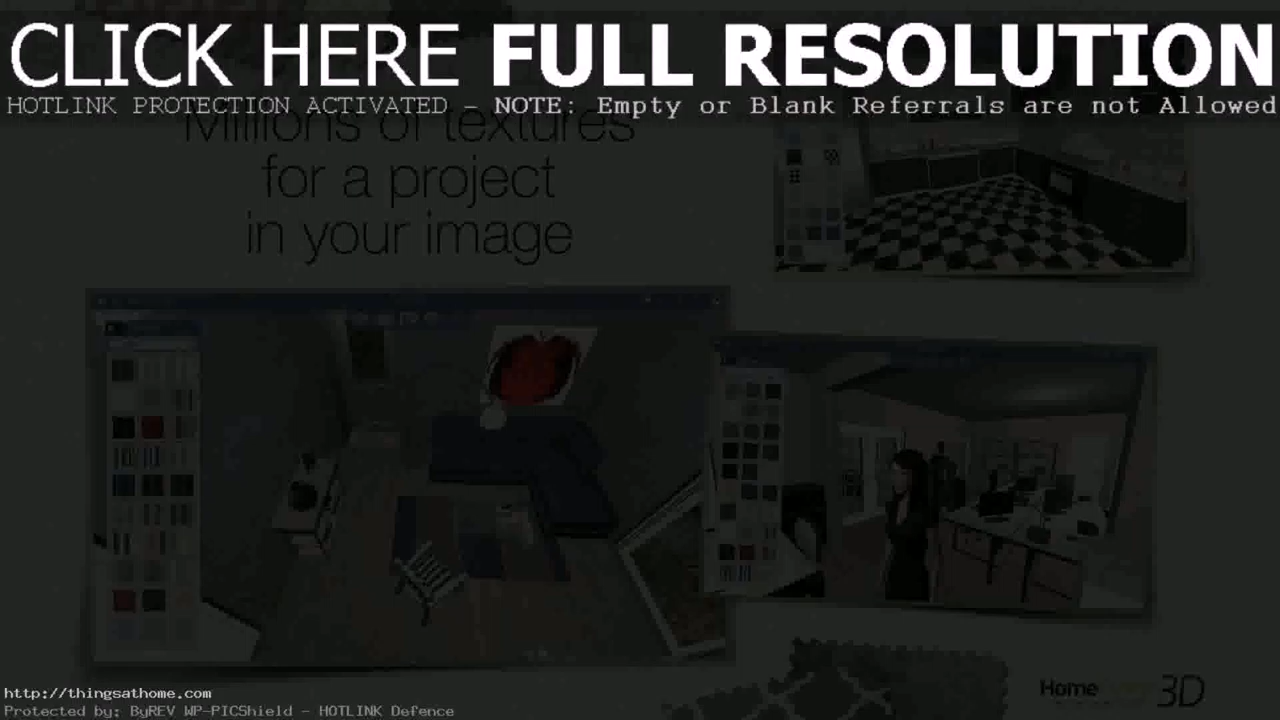 CLICK HERE FULL RESOLUTION
HOTLINK PROTECTION ACTIVATED – NOTE: Empty or Blank Referrals are not Allowed
Millions of textures
for a project
in your image
Home
3D
http://thingsathome.com
Protected by: ByREV WP-PICShield – HOTLINK Defence